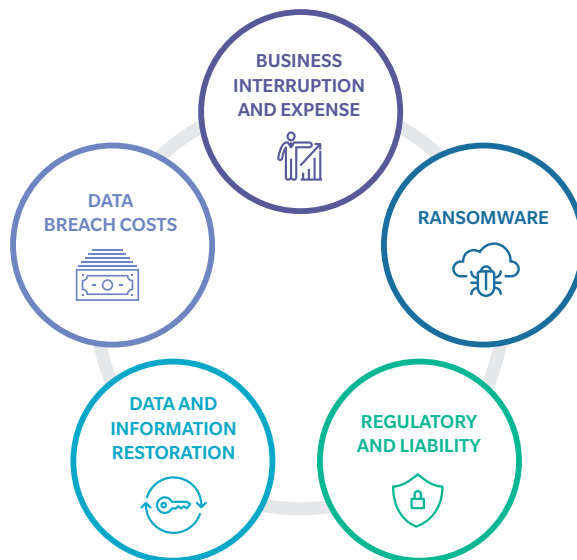 BUSINESS
INTERRUPTION
AND EXPENSE
DATA
BREACH COSTS
RANSOMWARE
DATA AND
INFORMATION
RESTORATION
REGULATORY
AND LIABILITY